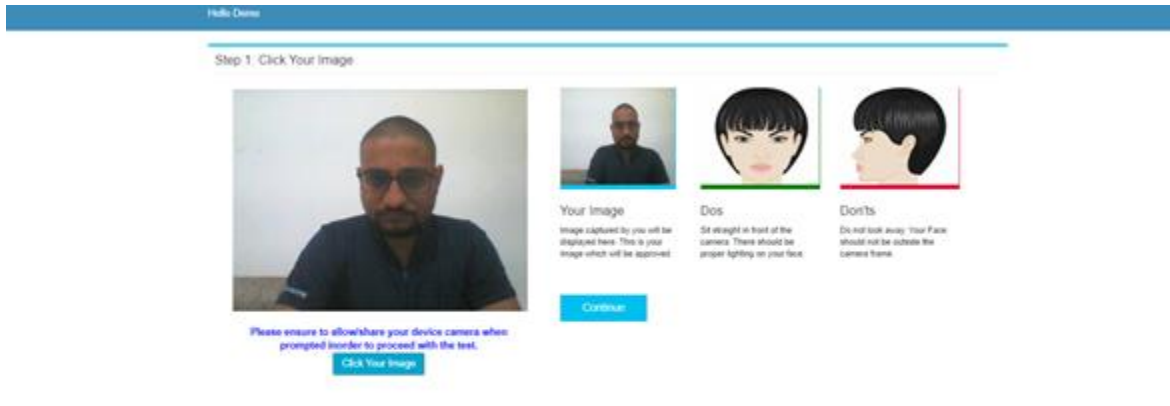 Hello Demo
Step 1: Click Your Image
Please ensure to allow/share your device camera when
prompted inorder to proceed with the test.
Click Your Image
Your Image
Image captured by you will be
displayed here. This is your
image which will be approved.
Dos
Sit straight in front of the
camera. There should be
proper lighting on your face.
Don'ts
Do not look away. Your Face
should not be outside the
camera frame.
Continue